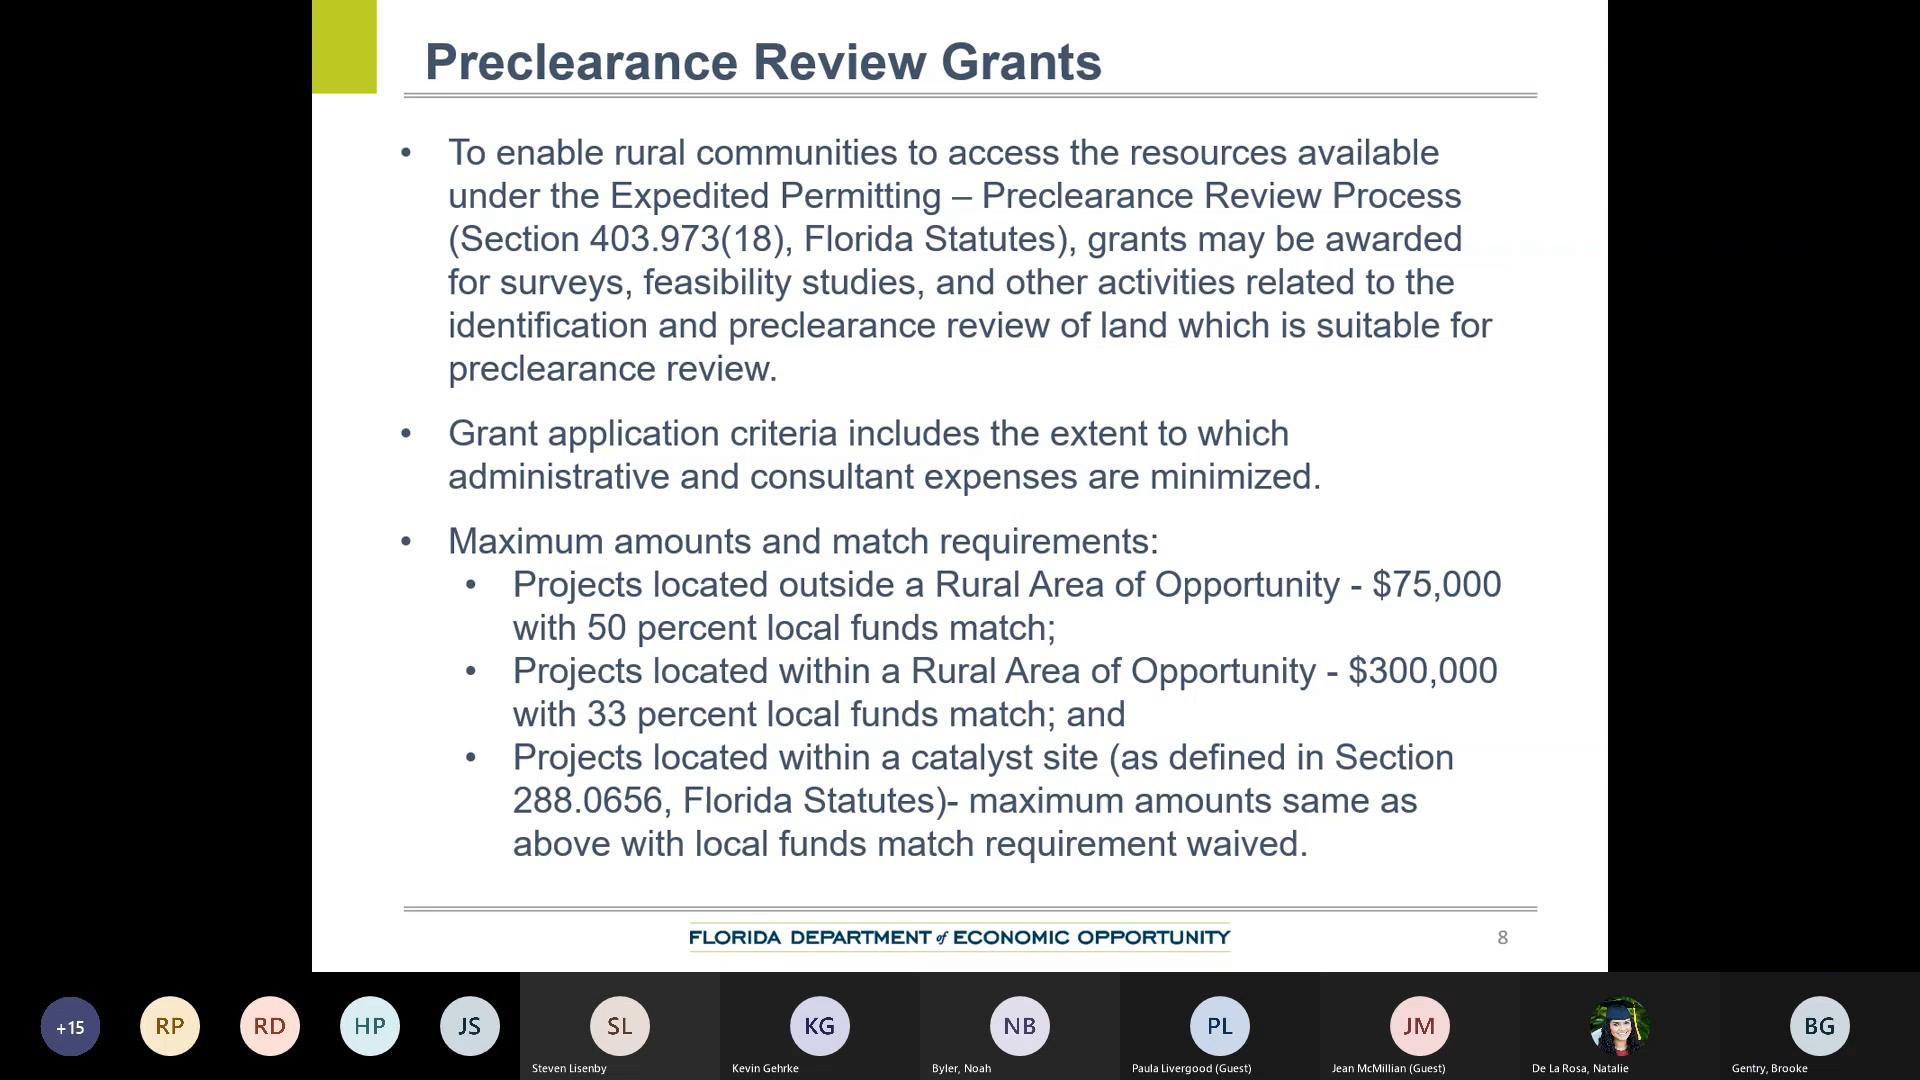 Preclearance Review Grants
• To enable rural communities to access the resources available
under the Expedited Permitting – Preclearance Review Process
(Section 403.973(18), Florida Statutes), grants may be awarded
for surveys, feasibility studies, and other activities related to the
identification and preclearance review of land which is suitable for
preclearance review.
• Grant application criteria includes the extent to which
administrative and consultant expenses are minimized.
• Maximum amounts and match requirements:
• Projects located outside a Rural Area of Opportunity - $75,000
with 50 percent local funds match;
• Projects located within a Rural Area of Opportunity - $300,000
with 33 percent local funds match; and
• Projects located within a catalyst site (as defined in Section
288.0656, Florida Statutes)- maximum amounts same as
above with local funds match requirement waived.
FLORIDA DEPARTMENT of ECONOMIC OPPORTUNITY
8
+15
RP
RD
HP
JS
SL
KG
NB
PL
JM
BG
Steven Lisenby
Kevin Gehrke
Byler, Noah
Paula Livergood (Guest)
Jean McMillian (Guest)
De La Rosa, Natalie
Gentry, Brooke